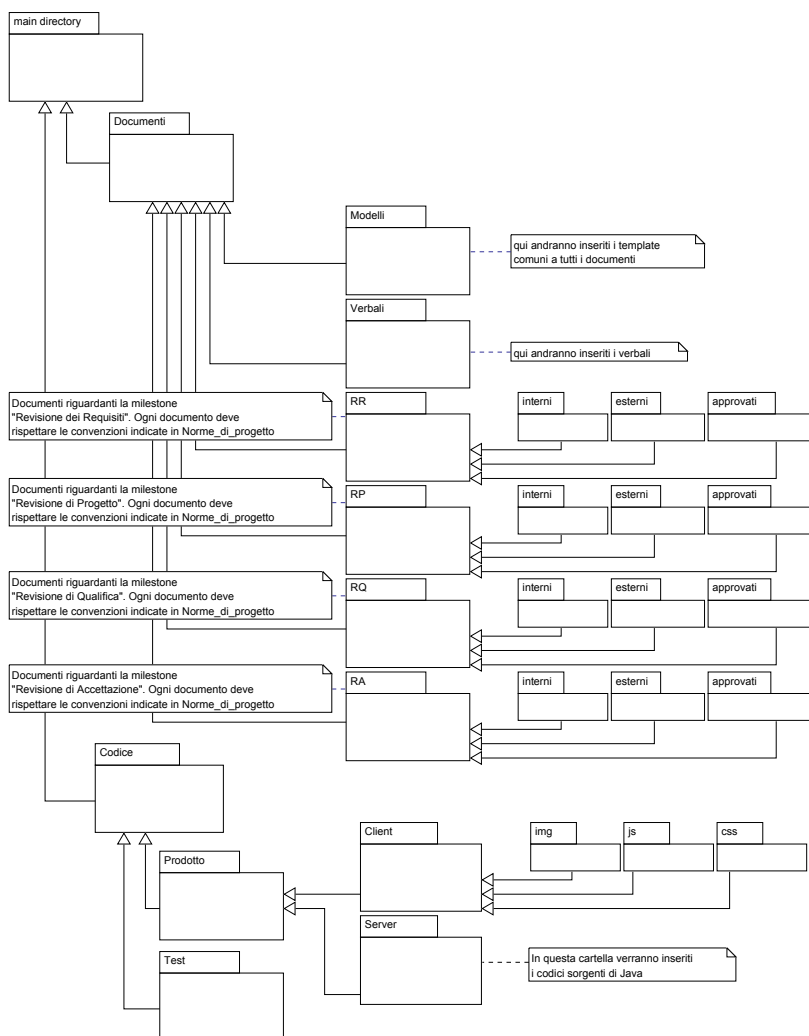 main directory
Documenti
Modelli
qui andranno inseriti i template
comuni a tutti i documenti
Verbali
qui andranno inseriti i verbali
Documenti riguardanti la milestone
"Revisione dei Requisiti". Ogni documento deve
rispettare le convenzioni indicate in Norme_di_progetto
RR
interni
esterni
approvati
Documenti riguardanti la milestone
"Revisione di Progetto". Ogni documento deve
rispettare le convenzioni indicate in Norme_di_progetto
RP
interni
esterni
approvati
Documenti riguardanti la milestone
"Revisione di Qualifica". Ogni documento deve
rispettare le convenzioni indicate in Norme_di_progetto
RQ
interni
esterni
approvati
Documenti riguardanti la milestone
"Revisione di Accettazione". Ogni documento deve
rispettare le convenzioni indicate in Norme_di_progetto
RA
interni
esterni
approvati
Codice
Prodotto
Client
img
js
css
Server
In questa cartella verranno inseriti
i codici sorgenti di Java
Test